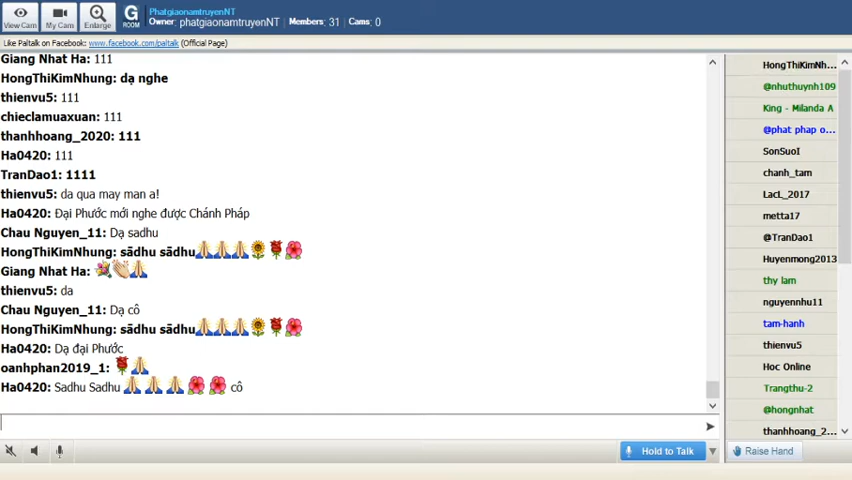 View Cam
My Cam
Enlarge
G
ROOM
PhatgiaonamtruyenNT
Owner: phatgiaonamtruyenNT Members: 31 Cams: 0
Like Paltalk on Facebook: www.facebook.com/paltalk (Official Page)
Giang Nhat Ha: 111
HongThiKimNhung: dạ nghe
thienvu5: 111
chieclamuaxuan: 111
thanhhoang_2020: 111
Ha0420: 111
TranDao1: 1111
thienvu5: da qua may man a!
Ha0420: Đại Phước mới nghe được Chánh Pháp
Chau Nguyen_11: Dạ sadhu
HongThiKimNhung: sādhu sādhu🙏🙏🙏🌻🌹🌺
Giang Nhat Ha: 💐👏🙏
thienvu5: da
Chau Nguyen_11: Dạ cô
HongThiKimNhung: sādhu sādhu🙏🙏🙏🌻🌹🌺
Ha0420: Dạ đại Phước
oanhphan2019_1: 🌹🙏
Ha0420: Sadhu Sadhu 🙏 🙏 🙏 🌺 🌺 cô
Hold to Talk
HongThiKimNh...
@nhuthuynh109
King - Milanda A
@phat phap o...
SonSuoI
chanh_tam
LacL_2017
metta17
@TranDao1
Huyenmong2013
thy lam
nguyennhu11
tam-hanh
thienvu5
Hoc Online
Trangthu-2
@hongnhat
thanhhoang_2...
Raise Hand